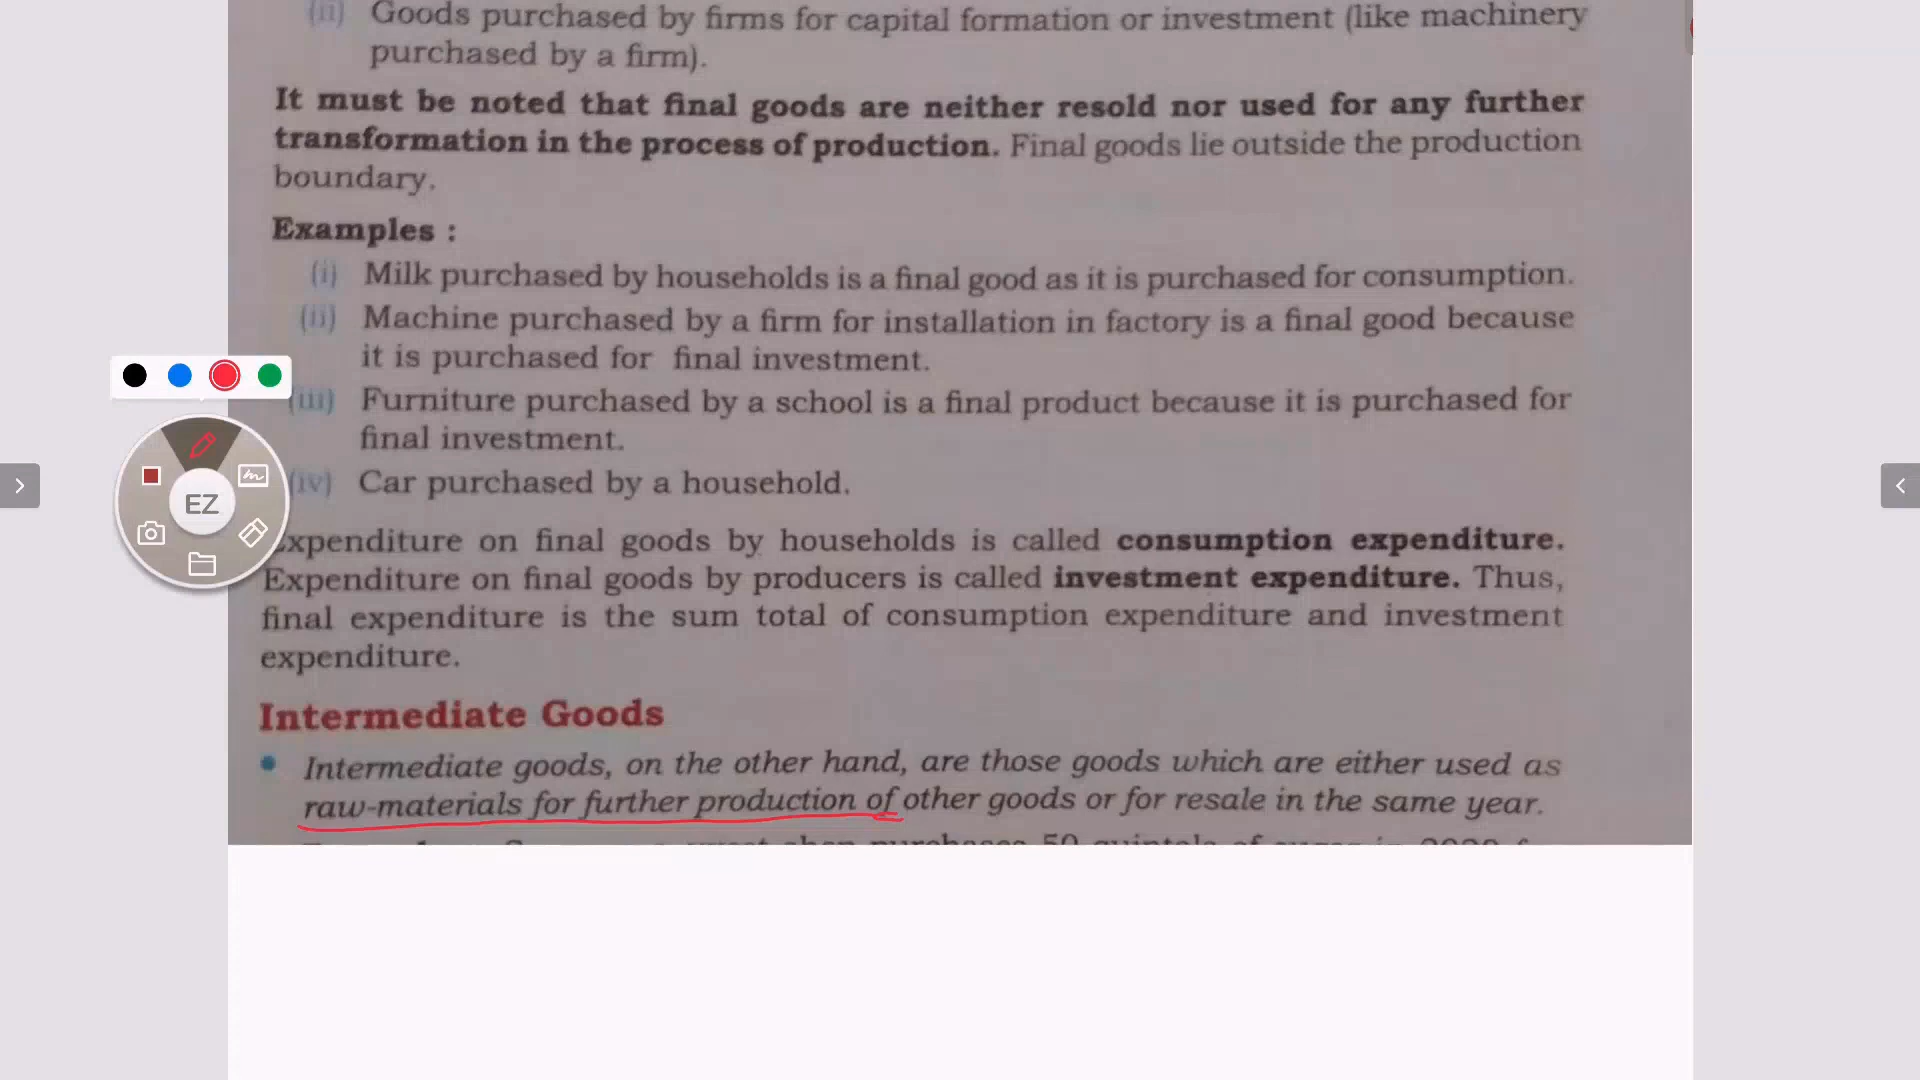 (ii) Goods purchased by firms for capital formation or investment (like machinery
purchased by a firm).
It must be noted that final goods are neither resold nor used for any further
transformation in the process of production. Final goods lie outside the production
boundary.
Examples :
(i) Milk purchased by households is a final good as it is purchased for consumption.
(ii) Machine purchased by a firm for installation in factory is a final good because
it is purchased for final investment.
(iii) Furniture purchased by a school is a final product because it is purchased for
final investment.
(iv) Car purchased by a household.
EZ
Expenditure on final goods by households is called consumption expenditure.
Expenditure on final goods by producers is called investment expenditure. Thus,
final expenditure is the sum total of consumption expenditure and investment
expenditure.
Intermediate Goods
• Intermediate goods, on the other hand, are those goods which are either used as
raw-materials for further production of other goods or for resale in the same year.
purchases 50 quintals of sugar in